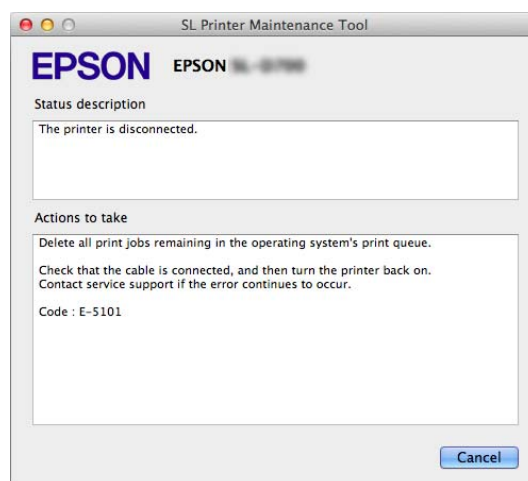 SL Printer Maintenance Tool
EPSON EPSON
Status description
The printer is disconnected.
Actions to take
Delete all print jobs remaining in the operating system's print queue.
Check that the cable is connected, and then turn the printer back on.
Contact service support if the error continues to occur.
Code : E-5101
Cancel